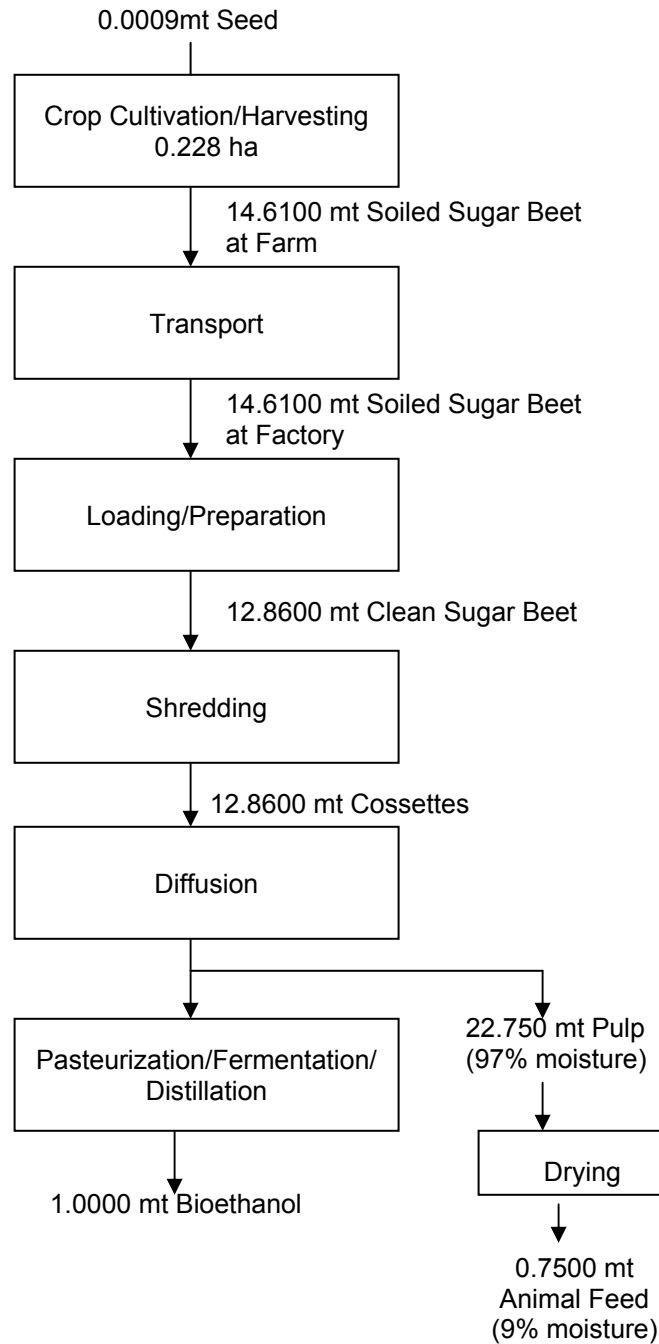 0.0009mt Seed
Crop Cultivation/Harvesting
0.228 ha
14.6100 mt Soiled Sugar Beet
at Farm
Transport
14.6100 mt Soiled Sugar Beet
at Factory
Loading/Preparation
12.8600 mt Clean Sugar Beet
Shredding
12.8600 mt Cossettes
Diffusion
Pasteurization/Fermentation/
Distillation
22.750 mt Pulp
(97% moisture)
Drying
1.0000 mt Bioethanol
0.7500 mt
Animal Feed
(9% moisture)